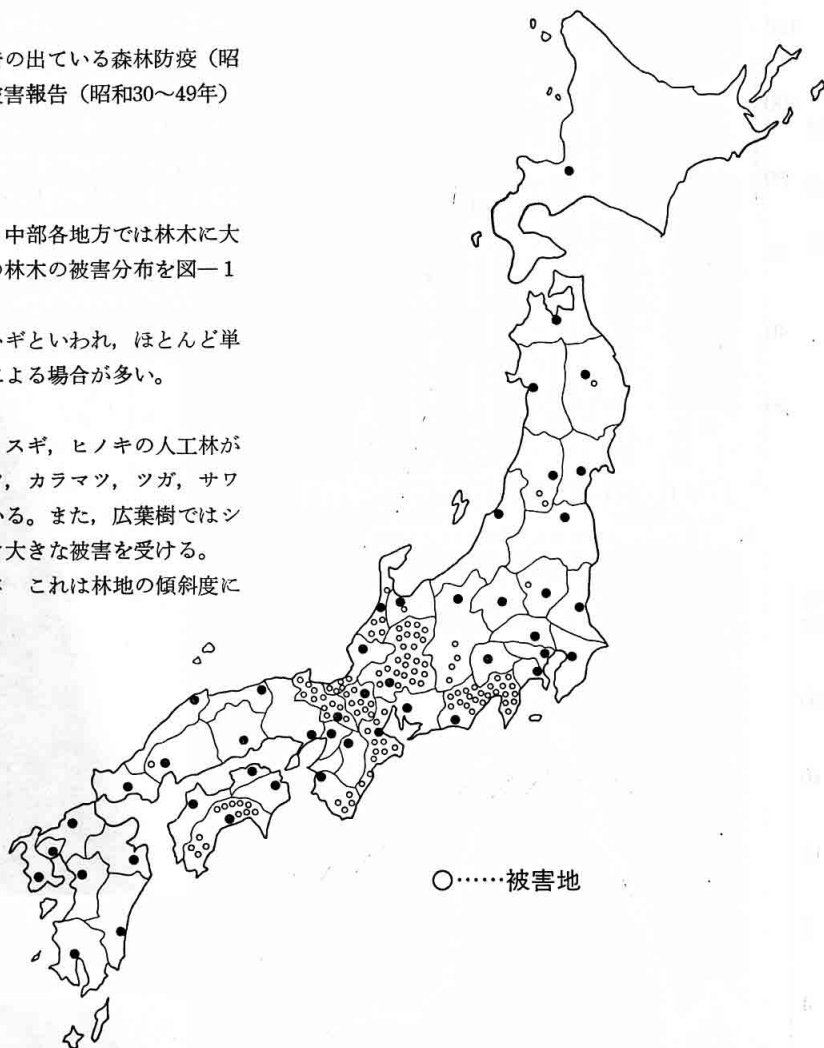 の出ている森林防疫（昭
害報告（昭和30〜49年）
中部各地方では林木に大
林木の被害分布を図―1
ギといわれ，ほとんど単
よる場合が多い。
スギ，ヒノキの人工林が
，カラマツ，ツガ，サワ
いる。また，広葉樹ではシ
大きな被害を受ける。
これは林地の傾斜度に
○……被害地